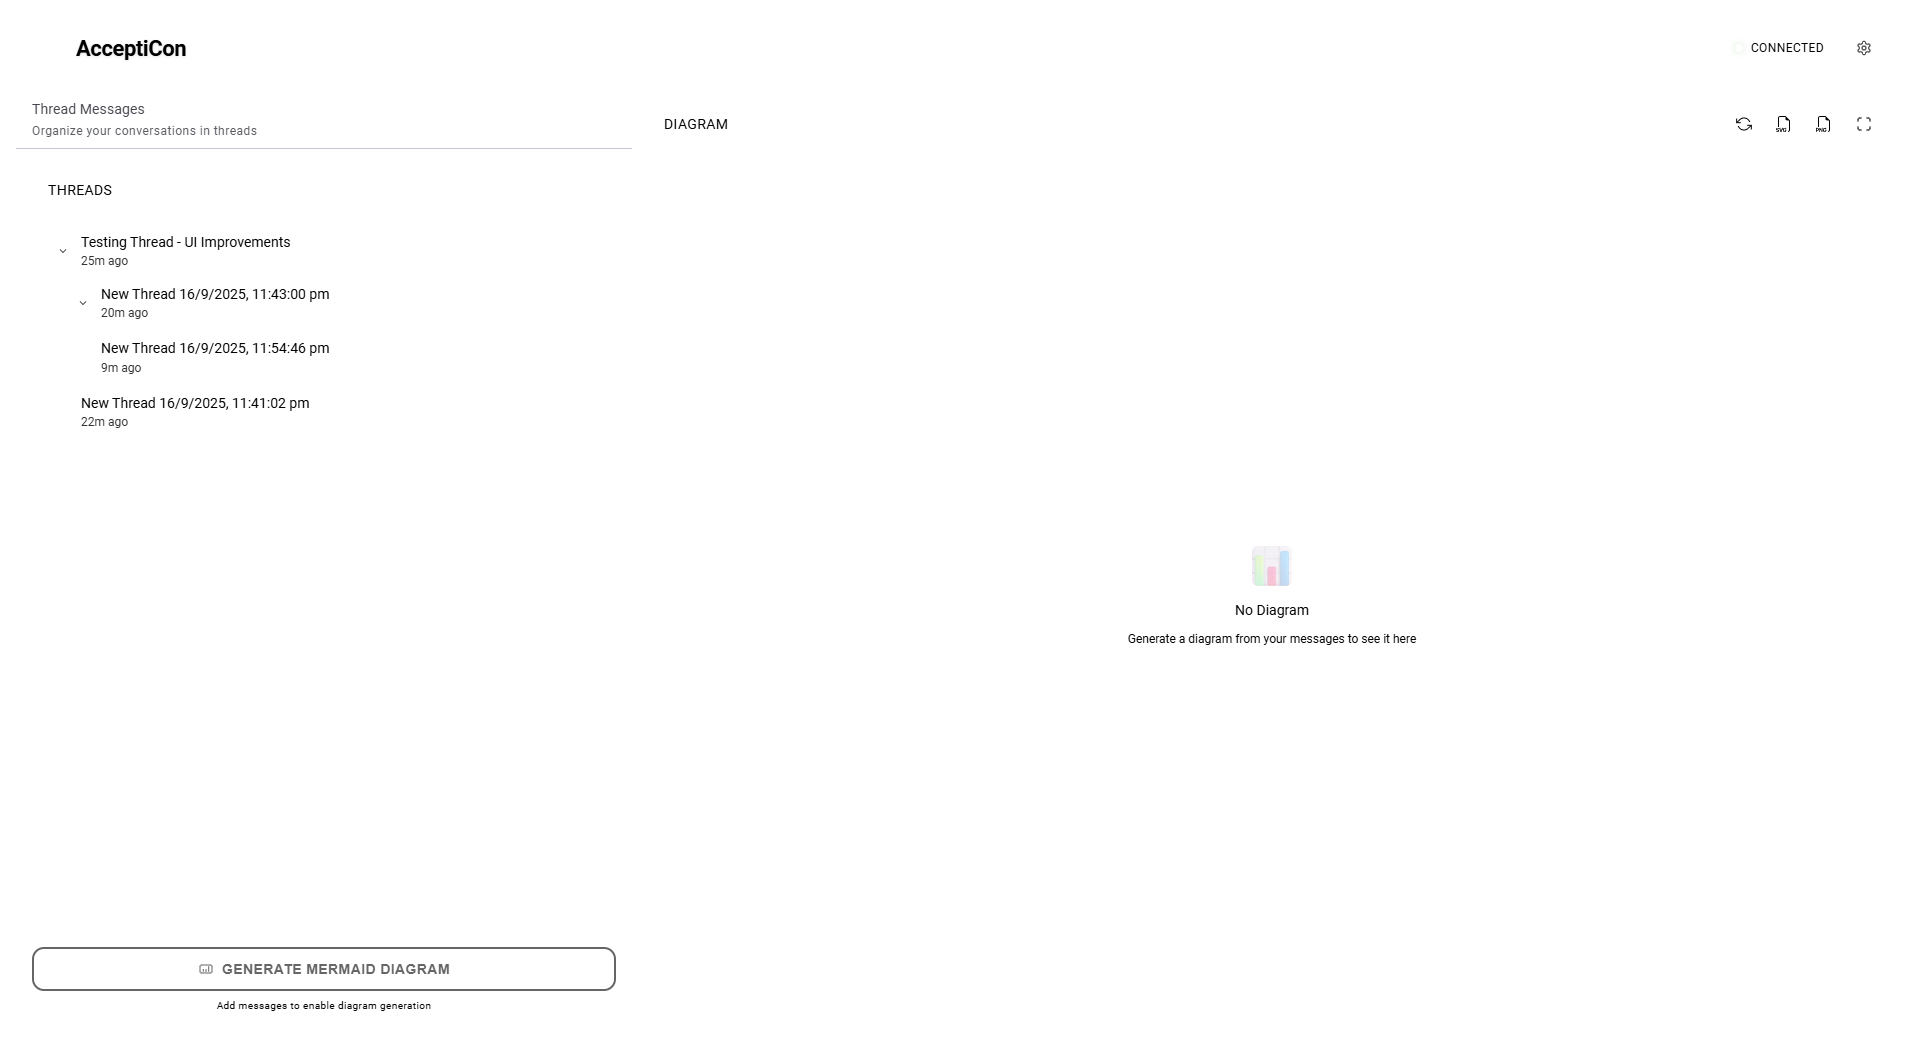 AcceptiCon
CONNECTED
Thread Messages
Organize your conversations in threads
DIAGRAM
SVG
PNG
THREADS
Testing Thread - UI Improvements
25m ago
New Thread 16/9/2025, 11:43:00 pm
20m ago
New Thread 16/9/2025, 11:54:46 pm
9m ago
New Thread 16/9/2025, 11:41:02 pm
22m ago
No Diagram
Generate a diagram from your messages to see it here
GENERATE MERMAID DIAGRAM
Add messages to enable diagram generation